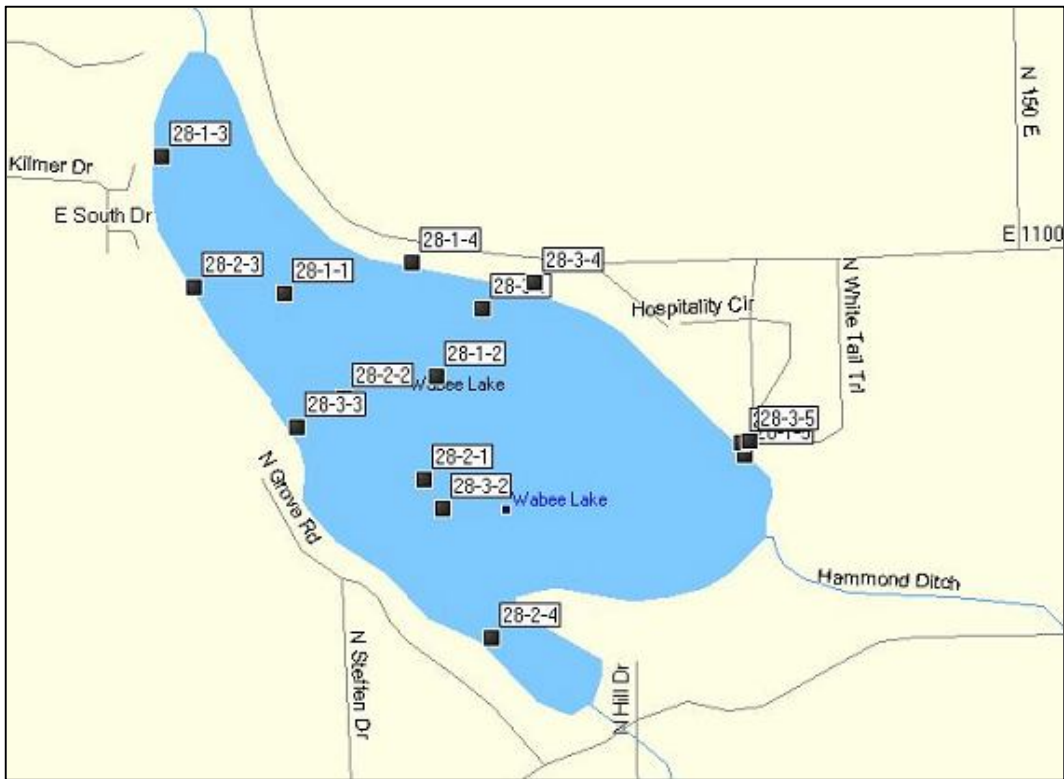 N 150 E
28-1-3
Kilmer Dr
E South Dr
E 1100
28-1-4
28-3-4
28-2-3
28-1-1
N White Tail Trl
Hospitality Cir
28-1-2
28-2-2
Wabee Lake
28-3-3
28-3-5
28-2-1
28-3-2
Wabee Lake
N Grove Rd
Hammond Ditch
28-2-4
N Steffen Dr
N Hill Dr